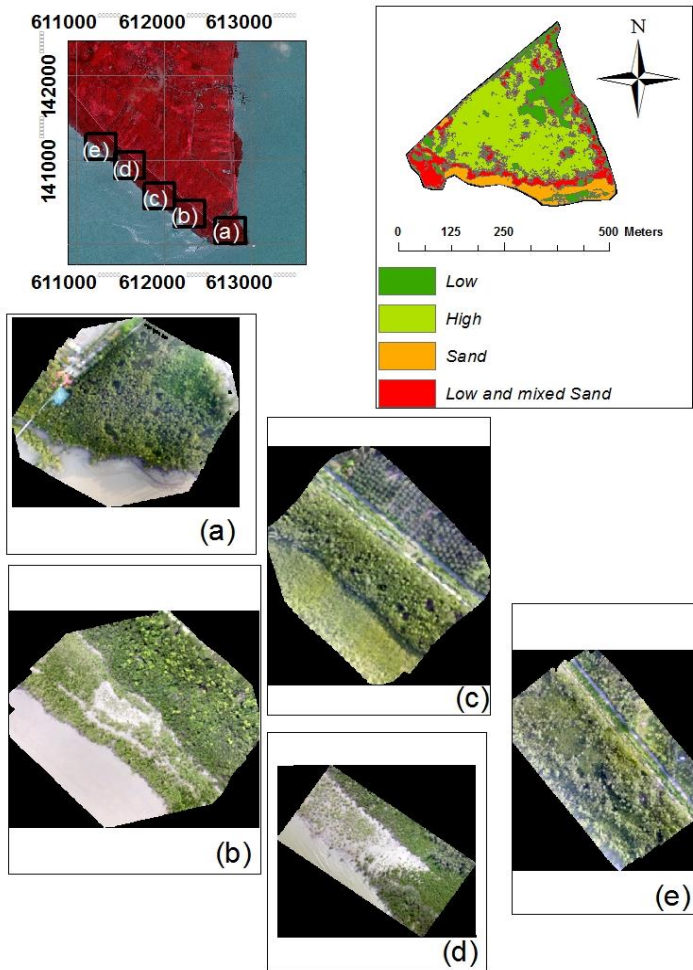 611000 612000 613000
142000
141000
(e)
(d)
(c)
(b)
(a)
611000 612000 613000
N
0 125 250 500 Meters
Low
High
Sand
Low and mixed Sand
(a)
(b)
(c)
(d)
(e)